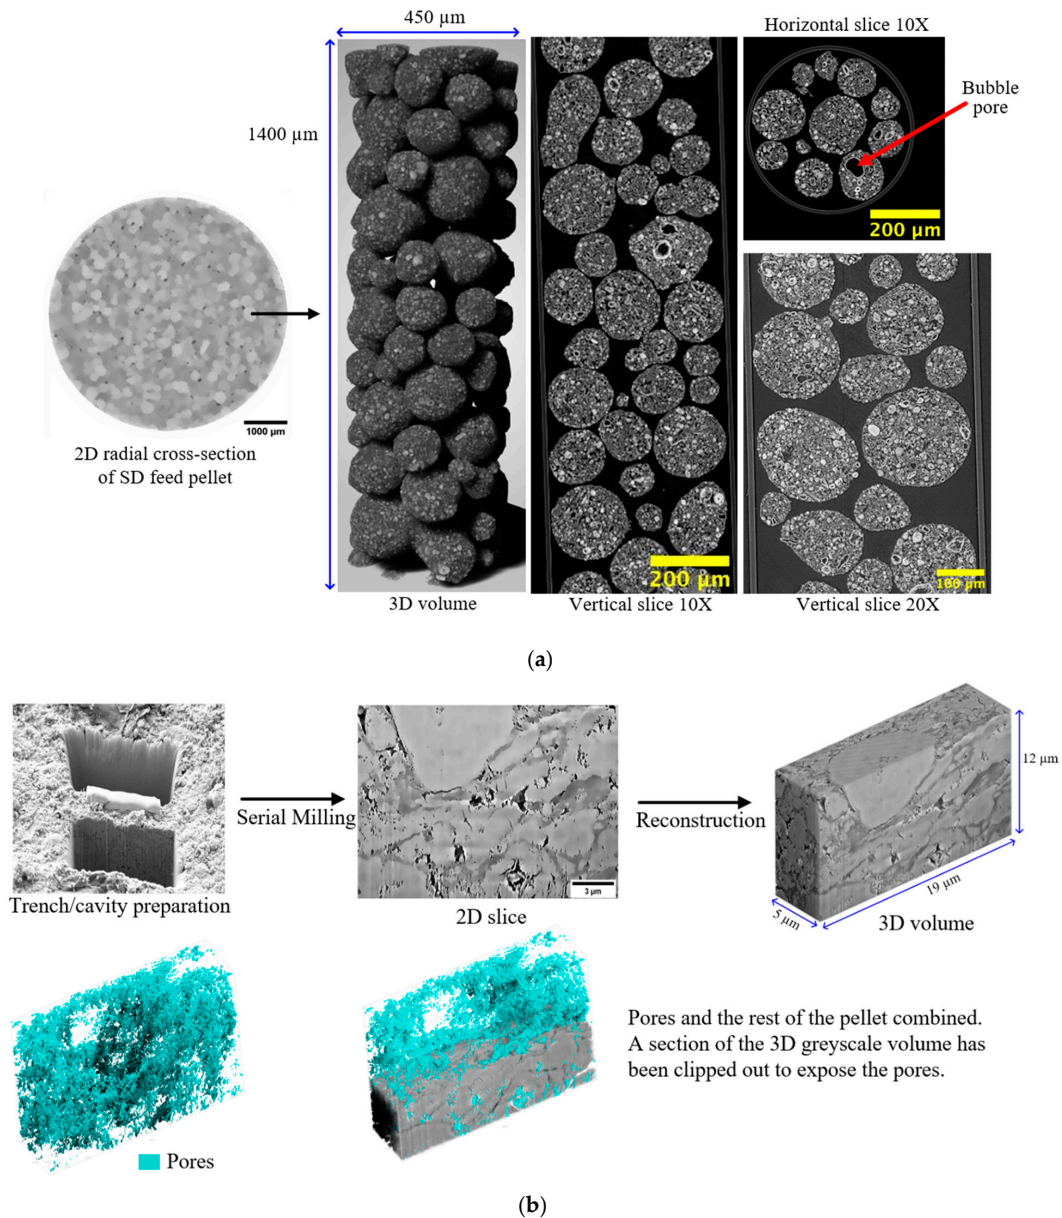 450 µm
Horizontal slice 10X
1400 µm
Bubble
pore
200 µm
1000 µm
2D radial cross-section
of SD feed pellet
200 µm
100 µm
3D volume
Vertical slice 10X
Vertical slice 20X
(a)
Serial Milling
Reconstruction
12 µm
3 µm
19 µm
5 µm
Trench/cavity preparation
2D slice
3D volume
Pores and the rest of the pellet combined.
A section of the 3D greyscale volume has
been clipped out to expose the pores.
Pores
(b)